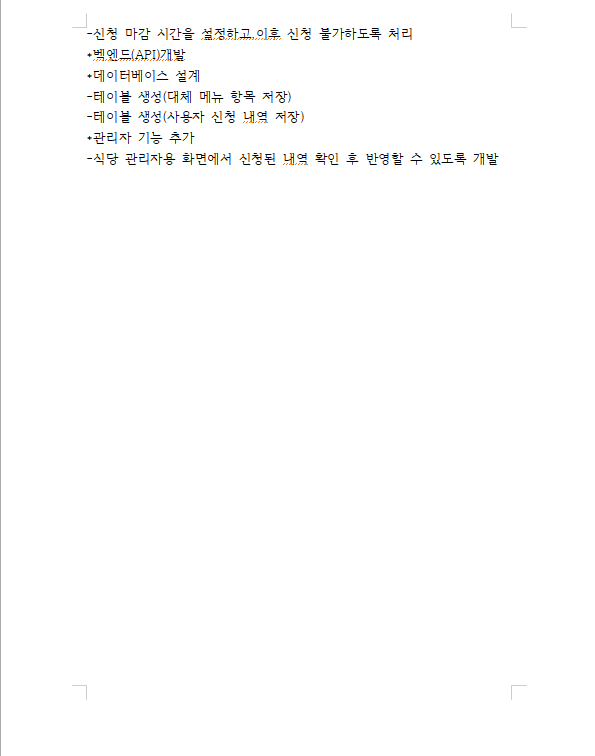 -신청 마감 시간을 설정하고,이후 신청 불가하도록 처리
*벡엔드(API)개발
*데이터베이스 설계
-테이블 생성(대체 메뉴 항목 저장)
-테이블 생성(사용자 신청 내역 저장)
*관리자 기능 추가
-식당 관리자용 화면에서 신청된 내역 확인 후 반영할 수 있도록 개발